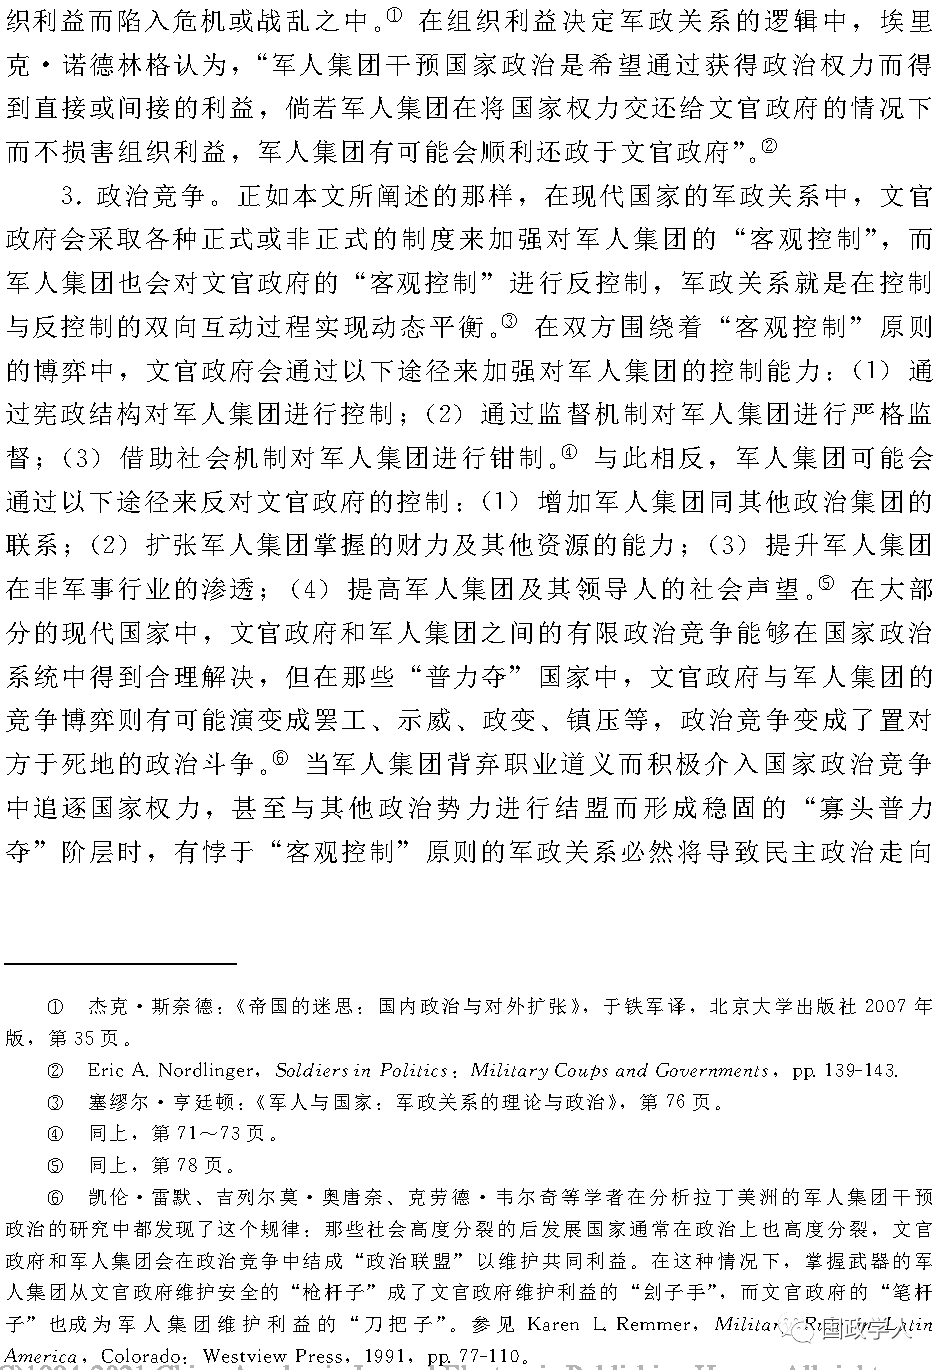 织利益而陷入危机或战乱之中。① 在组织利益决定军政关系的逻辑中，埃里
克·诺德林格认为，“军人集团干预国家政治是希望通过获得政治权力而得
到直接或间接的利益，倘若军人集团在将国家权力交还给文官政府的情况下
而不损害组织利益，军人集团有可能会顺利还政于文官政府”。②
3. 政治竞争。正如本文所阐述的那样，在现代国家的军政关系中，文官
政府会采取各种正式或非正式的制度来加强对军人集团的“客观控制”，而
军人集团也会对文官政府的“客观控制”进行反控制，军政关系就是在控制
与反控制的双向互动过程实现动态平衡。③ 在双方围绕着“客观控制”原则
的博弈中，文官政府会通过以下途径来加强对军人集团的控制能力：（1）通
过宪政结构对军人集团进行控制；（2）通过监督机制对军人集团进行严格监
督；（3）借助社会机制对军人集团进行钳制。④ 与此相反，军人集团可能会
通过以下途径来反对文官政府的控制：（1）增加军人集团同其他政治集团的
联系；（2）扩张军人集团掌握的财力及其他资源的能力；（3）提升军人集团
在非军事行业的渗透；（4）提高军人集团及其领导人的社会声望。⑤ 在大部
分的现代国家中，文官政府和军人集团之间的有限政治竞争能够在国家政治
系统中得到合理解决，但在那些“普力夺”国家中，文官政府与军人集团的
竞争博弈则有可能演变成罢工、示威、政变、镇压等，政治竞争变成了置对
方于死地的政治斗争。⑥ 当军人集团背弃职业道义而积极介入国家政治竞争
中追逐国家权力，甚至与其他政治势力进行结盟而形成稳固的“寡头普力
夺”阶层时，有悖于“客观控制”原则的军政关系必然将导致民主政治走向
① 杰克·斯奈德：《帝国的迷思：国内政治与对外扩张》，于铁军译，北京大学出版社 2007 年
版，第 35 页。
② Eric A. Nordlinger, Soldiers in Politics: Military Coups and Governments, pp. 139-143.
③ 塞缪尔·亨廷顿：《军人与国家：军政关系的理论与政治》，第 76 页。
④ 同上，第 71～73 页。
⑤ 同上，第 78 页。
⑥ 凯伦·雷默、吉列尔莫·奥唐奈、克劳德·韦尔奇等学者在分析拉丁美洲的军人集团干预
政治的研究中都发现了这个规律：那些社会高度分裂的后发展国家通常在政治上也高度分裂，文官
政府和军人集团会在政治竞争中结成“政治联盟”以维护共同利益。在这种情况下，掌握武器的军
人集团从文官政府维护安全的“枪杆子”成了文官政府维护利益的“刽子手”，而文官政府的“笔杆
子”也成为军人集团维护利益的“刀把子”。参见 Karen L. Remmer, Military Rule in Latin
America, Colorado: Westview Press, 1991, pp. 77-110。
国政学人